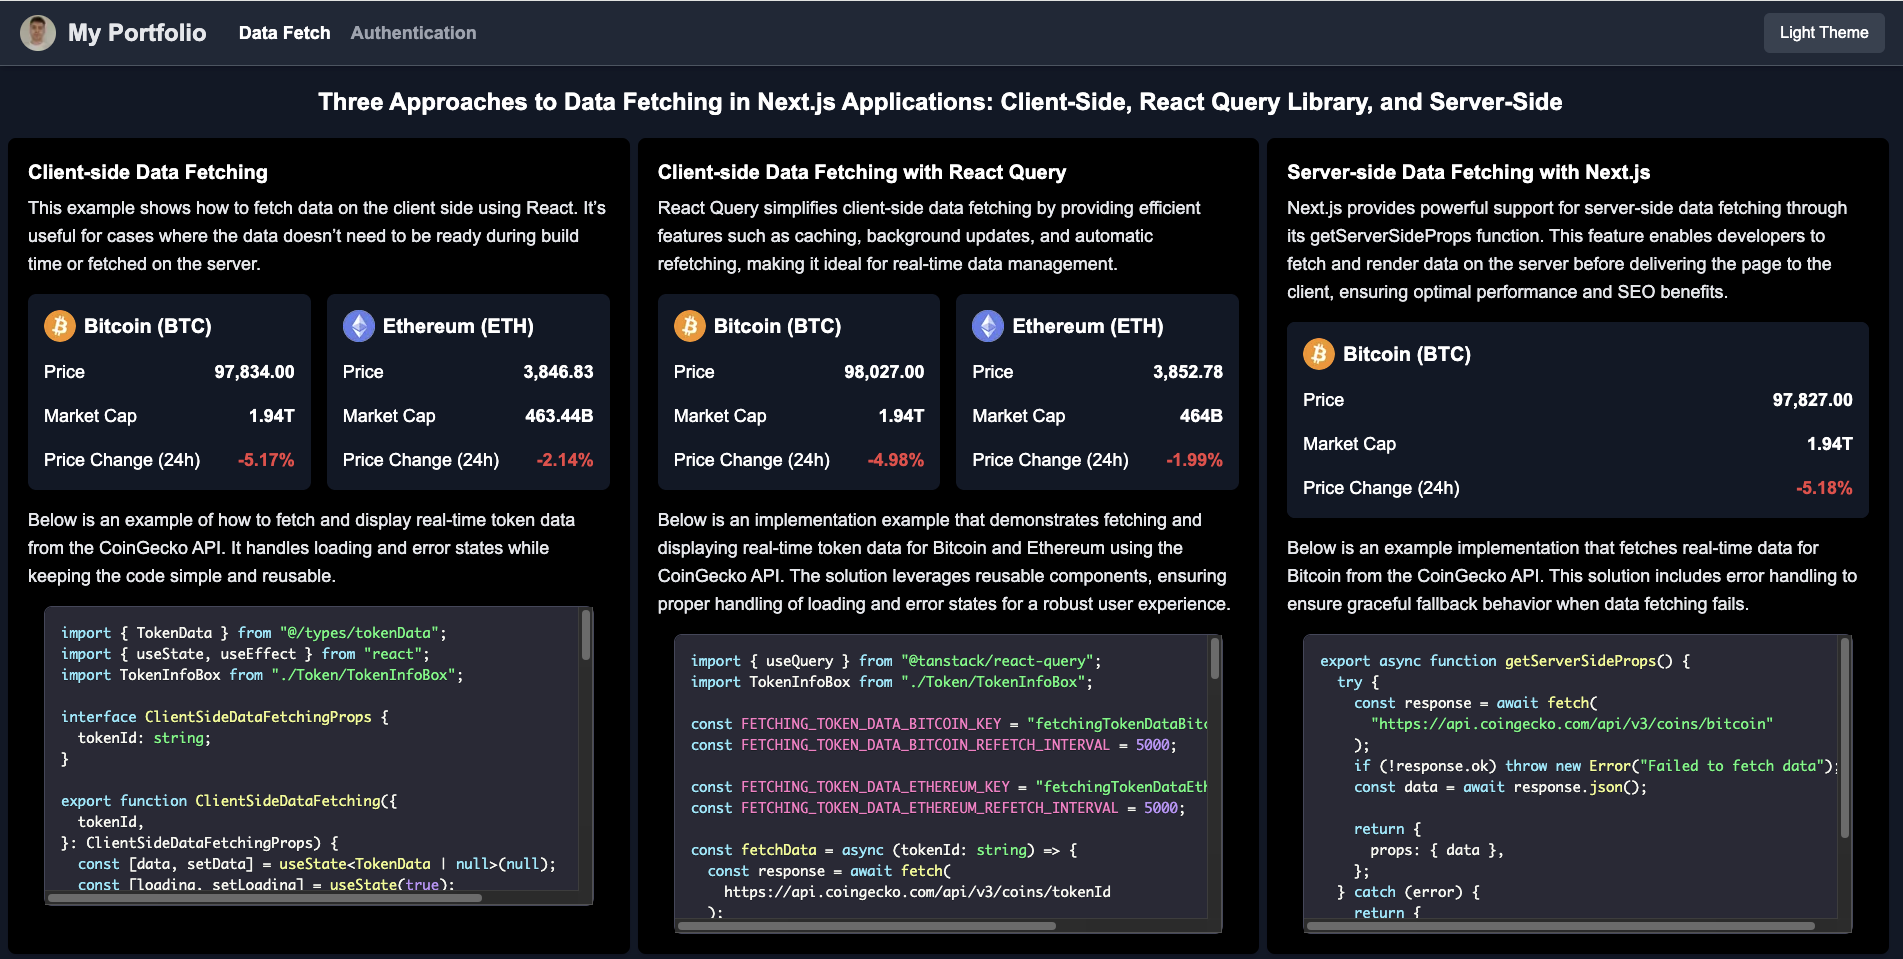 My Portfolio
Data Fetch
Authentication
Light Theme
Three Approaches to Data Fetching in Next.js Applications: Client-Side, React Query Library, and Server-Side
Client-side Data Fetching
This example shows how to fetch data on the client side using React. It’s
useful for cases where the data doesn’t need to be ready during build
time or fetched on the server.
Bitcoin (BTC)
Price 97,834.00
Market Cap 1.94T
Price Change (24h) -5.17%
Ethereum (ETH)
Price 3,846.83
Market Cap 463.44B
Price Change (24h) -2.14%
Below is an example of how to fetch and display real-time token data
from the CoinGecko API. It handles loading and error states while
keeping the code simple and reusable.
import { TokenData } from "@/types/tokenData";
import { useState, useEffect } from "react";
import TokenInfoBox from "./Token/TokenInfoBox";
interface ClientSideDataFetchingProps {
  tokenId: string;
}
export function ClientSideDataFetching({
  tokenId,
}: ClientSideDataFetchingProps) {
  const [data, setData] = useState<TokenData | null>(null);
  const [loading, setLoading] = useState(true);
Client-side Data Fetching with React Query
React Query simplifies client-side data fetching by providing efficient
features such as caching, background updates, and automatic
refetching, making it ideal for real-time data management.
Bitcoin (BTC)
Price 98,027.00
Market Cap 1.94T
Price Change (24h) -4.98%
Ethereum (ETH)
Price 3,852.78
Market Cap 464B
Price Change (24h) -1.99%
Below is an implementation example that demonstrates fetching and
displaying real-time token data for Bitcoin and Ethereum using the
CoinGecko API. The solution leverages reusable components, ensuring
proper handling of loading and error states for a robust user experience.
import { useQuery } from "@tanstack/react-query";
import TokenInfoBox from "./Token/TokenInfoBox";
const FETCHING_TOKEN_DATA_BITCOIN_KEY = "fetchingTokenDataBitc
const FETCHING_TOKEN_DATA_BITCOIN_REFETCH_INTERVAL = 5000;
const FETCHING_TOKEN_DATA_ETHEREUM_KEY = "fetchingTokenDataEth
const FETCHING_TOKEN_DATA_ETHEREUM_REFETCH_INTERVAL = 5000;
const fetchData = async (tokenId: string) => {
  const response = await fetch(
    https://api.coingecko.com/api/v3/coins/tokenId
  );
Server-side Data Fetching with Next.js
Next.js provides powerful support for server-side data fetching through
its getServerSideProps function. This feature enables developers to
fetch and render data on the server before delivering the page to the
client, ensuring optimal performance and SEO benefits.
Bitcoin (BTC)
Price 97,827.00
Market Cap 1.94T
Price Change (24h) -5.18%
Below is an example implementation that fetches real-time data for
Bitcoin from the CoinGecko API. This solution includes error handling to
ensure graceful fallback behavior when data fetching fails.
export async function getServerSideProps() {
  try {
    const response = await fetch(
      "https://api.coingecko.com/api/v3/coins/bitcoin"
    );
    if (!response.ok) throw new Error("Failed to fetch data");
    const data = await response.json();
    return {
      props: { data },
    };
  } catch (error) {
    return {